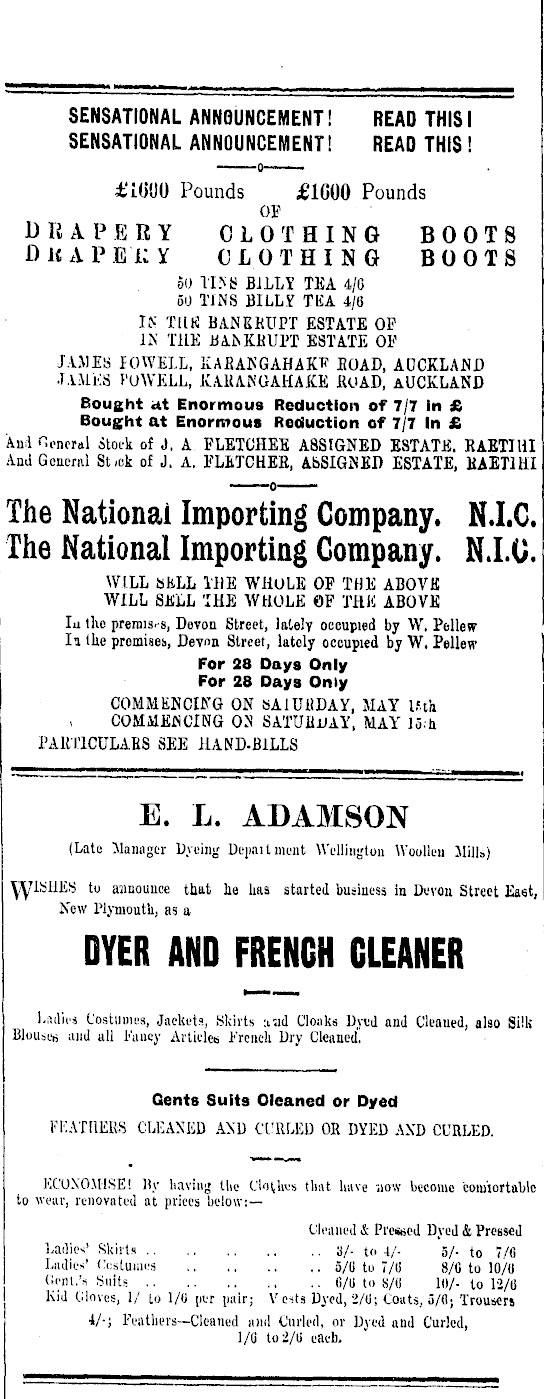 SENSATIONAL ANNOUNCEMENT! READ THIS!
SENSATIONAL ANNOUNCEMENT! READ THIS!
£1600 Pounds £1600 Pounds
OF
DRAPERY CLOTHING BOOTS
DRAPERY CLOTHING BOOTS
50 TINS BILLY TEA 4/6
50 TINS BILLY TEA 4/6
IN THE BANKRUPT ESTATE OF
IN THE BANKRUPT ESTATE OF
JAMES POWELL, KARANGAHAKE ROAD, AUCKLAND
JAMES POWELL, KARANGAHAKE ROAD, AUCKLAND
Bought at Enormous Reduction of 7/7 in £
Bought at Enormous Reduction of 7/7 in £
And General Stock of J. A FLETCHER ASSIGNED ESTATE. RAETIHI
And General Stock of J. A. FLETCHER, ASSIGNED ESTATE, RAETIHI
The National Importing Company. N.I.C.
The National Importing Company. N.I.C.
WILL SELL THE WHOLE OF THE ABOVE
WILL SELL THE WHOLE OF THE ABOVE
In the premises, Devon Street, lately occupied by W. Pellew
In the premises, Devon Street, lately occupied by W. Pellew
For 28 Days Only
For 28 Days Only
COMMENCING ON SATURDAY, MAY 15th
COMMENCING ON SATURDAY, MAY 15th
PARTICULARS SEE HAND-BILLS
E. L. ADAMSON
(Late Manager Dyeing Department Wellington Woollen Mills)
WISHES to announce that he has started business in Devon Street East,
New Plymouth, as a
DYER AND FRENCH CLEANER
Ladies Costumes, Jackets, Skirts and Cloaks Dyed and Cleaned, also Silk
Blouses and all Fancy Articles French Dry Cleaned.
Gents Suits Cleaned or Dyed
FEATHERS CLEANED AND CURLED OR DYED AND CURLED.
ECONOMISE! By having the Clothes that have now become comfortable
to wear, renovated at prices below:—
Cleaned & Pressed Dyed & Pressed
Ladies' Skirts .. .. .. .. .. 3/- to 4/- 5/- to 7/6
Ladies' Costumes .. .. .. .. 5/6 to 7/6 8/6 to 10/6
Gent.'s Suits .. .. .. .. .. 6/6 to 8/6 10/- to 12/6
Kid Gloves, 1/ to 1/6 per pair; Vests Dyed, 2/6; Coats, 5/6; Trousers
4/-; Feathers—Cleaned and Curled, or Dyed and Curled,
1/6 to 2/6 each.